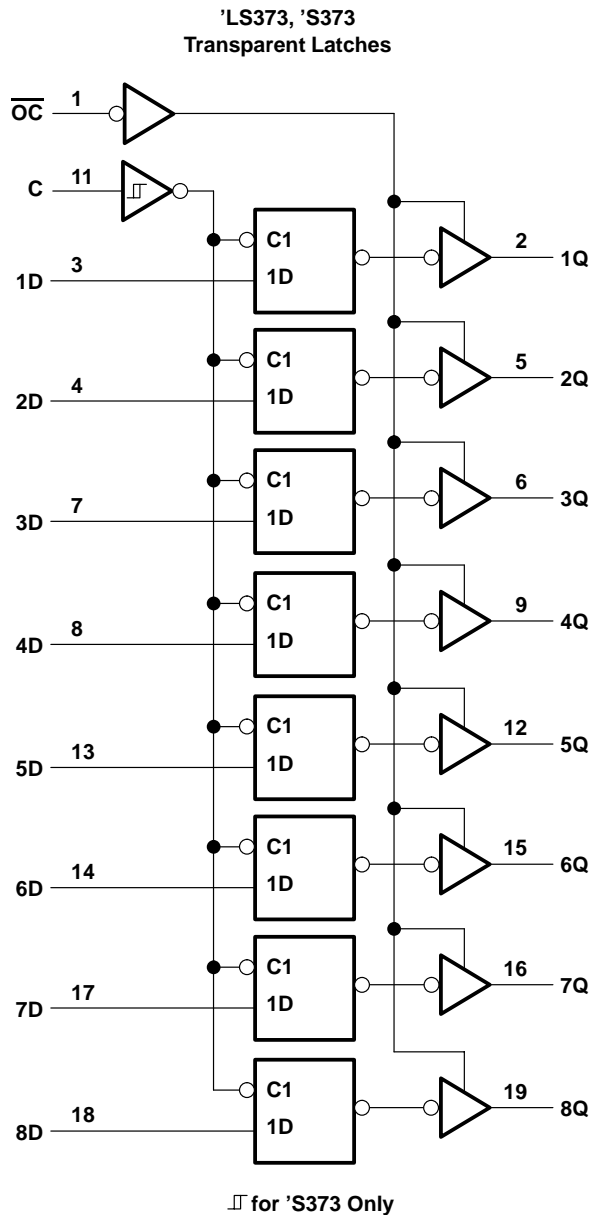 'LS373, 'S373
Transparent Latches
OC 1
C 11
C1
1D 3 1D 2 1Q
C1
2D 4 1D 5 2Q
C1
3D 7 1D 6 3Q
C1
4D 8 1D 9 4Q
C1
5D 13 1D 12 5Q
C1
6D 14 1D 15 6Q
C1
7D 17 1D 16 7Q
C1
8D 18 1D 19 8Q
for 'S373 Only